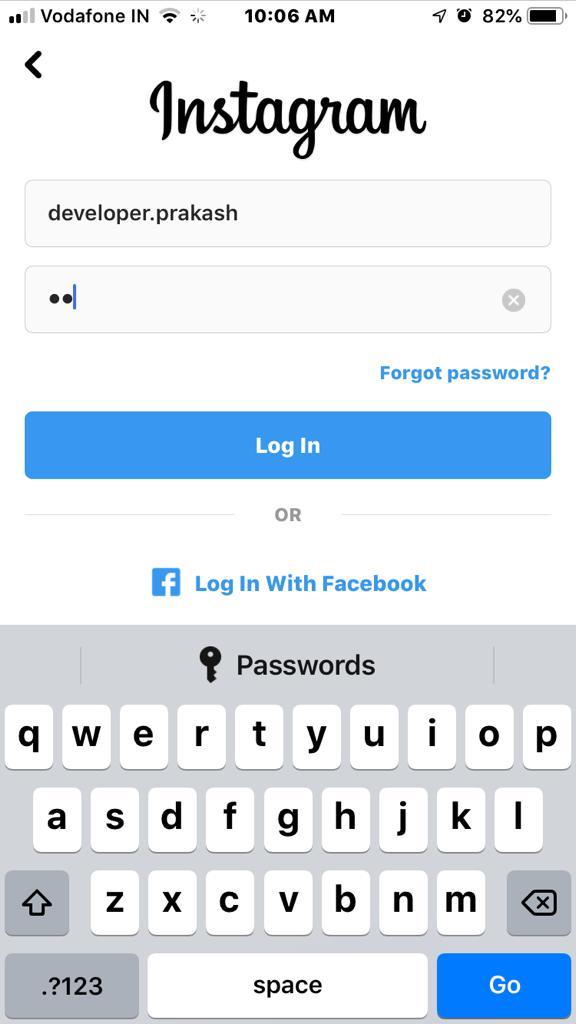 Vodafone IN 10:06 AM 82%
Instagram
developer.prakash
••
Forgot password?
Log In
OR
Log In With Facebook
Passwords
q w e r t y u i o p
a s d f g h j k l
z x c v b n m
.?123 space Go